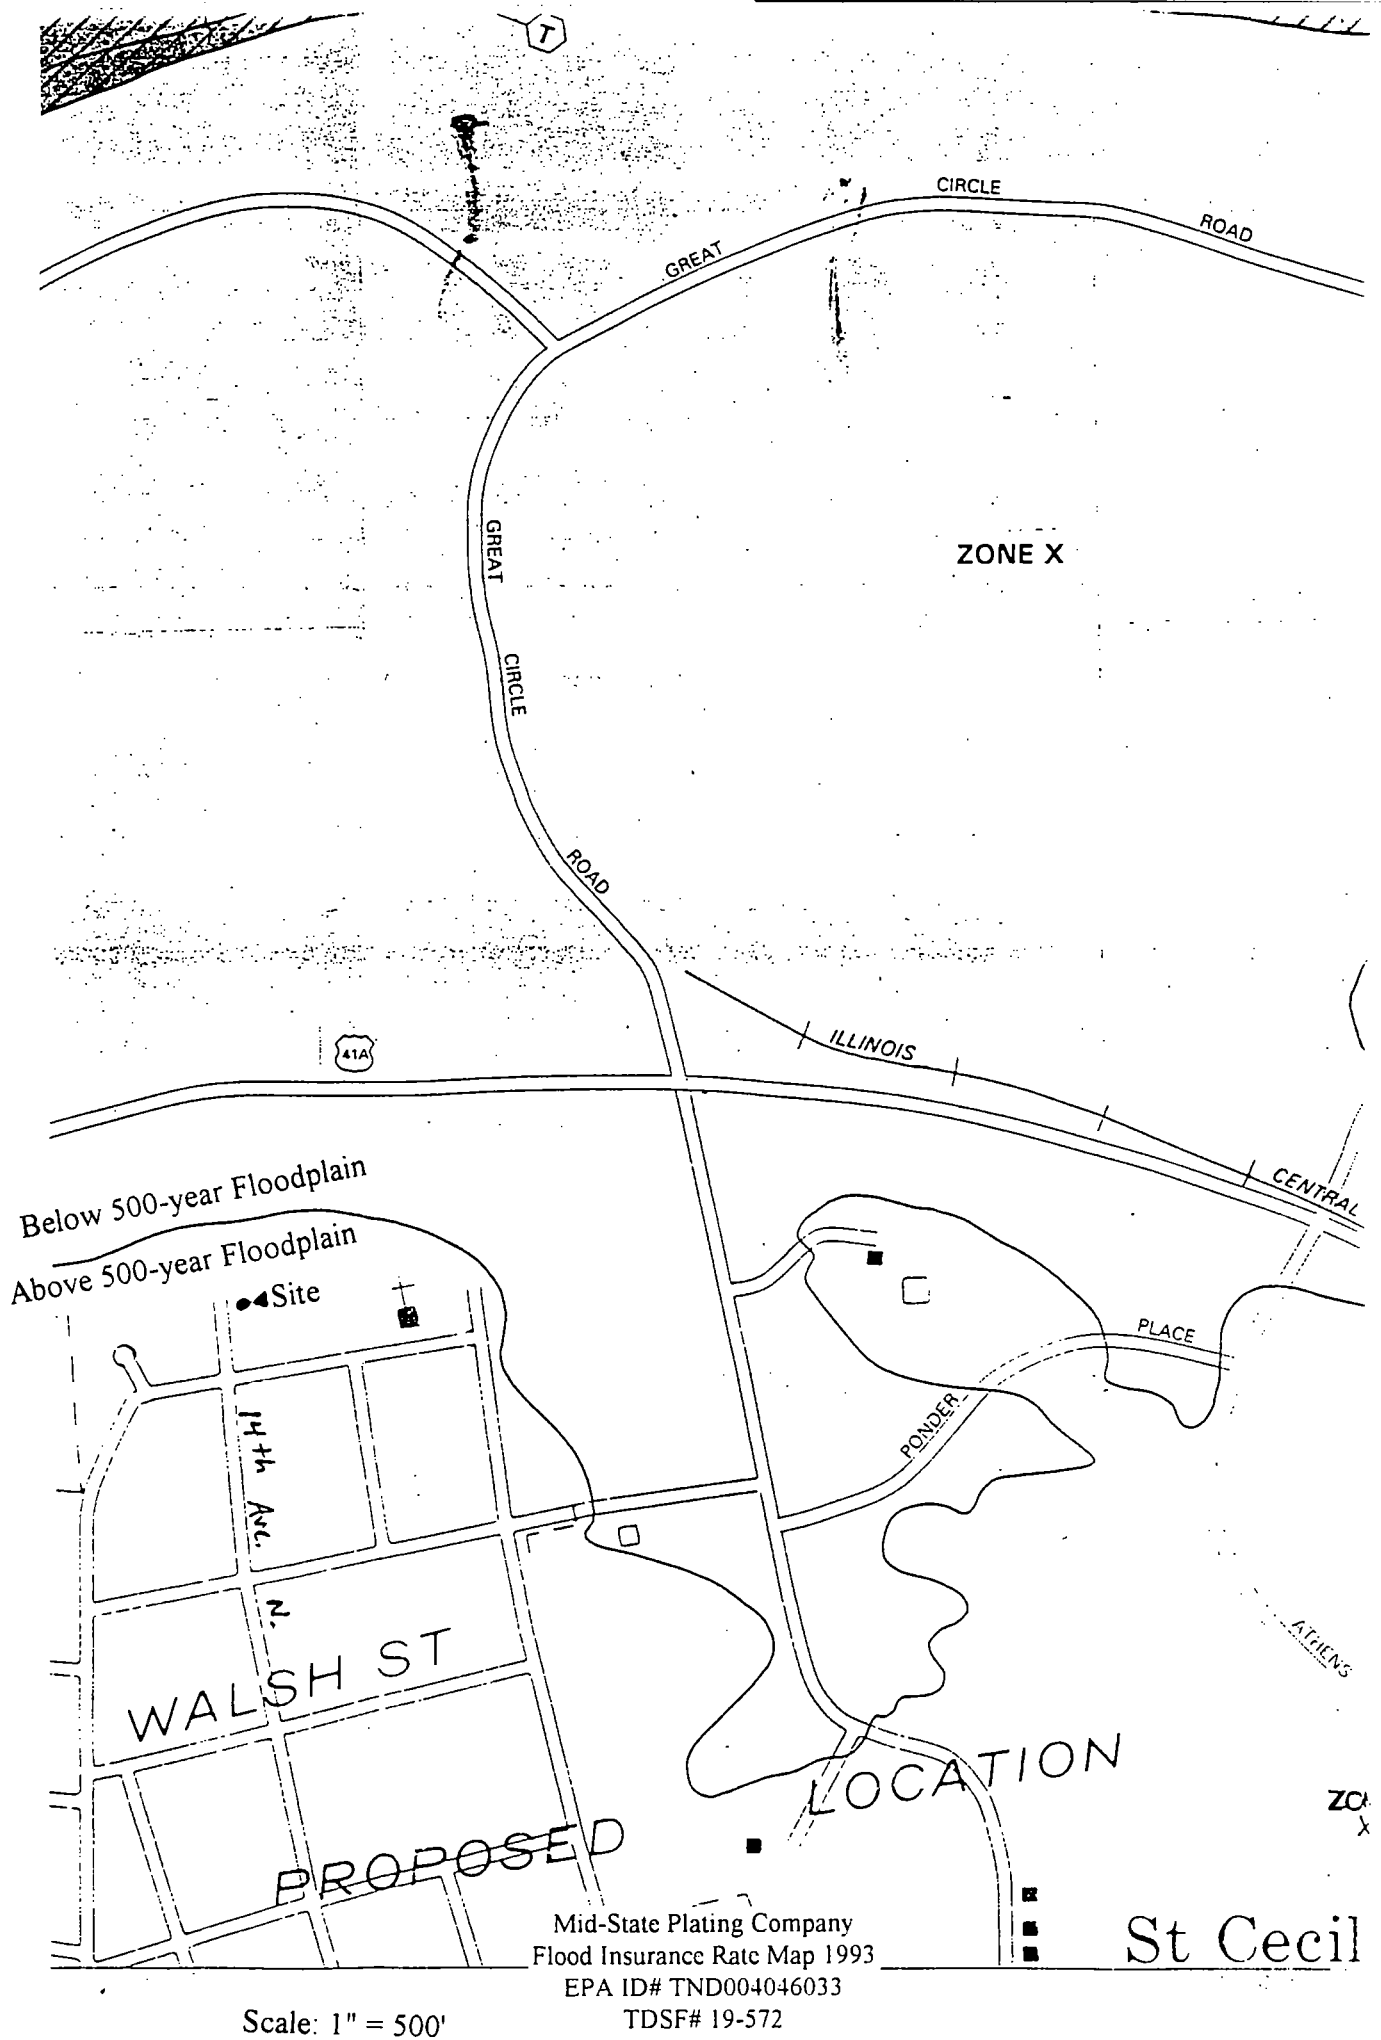 T
CIRCLE
ROAD
GREAT
GREAT
ZONE X
CIRCLE
ROAD
ILLINOIS
41A
Below 500-year Floodplain
CENTRAL
Above 500-year Floodplain
Site
PLACE
PONDER
14th Ave. N.
ATHENS
WALSH ST
LOCATION
PROPOSED
Mid-State Plating Company
Flood Insurance Rate Map 1993
EPA ID# TND004046033
TDSF# 19-572
St Cecil
Scale: 1" = 500'